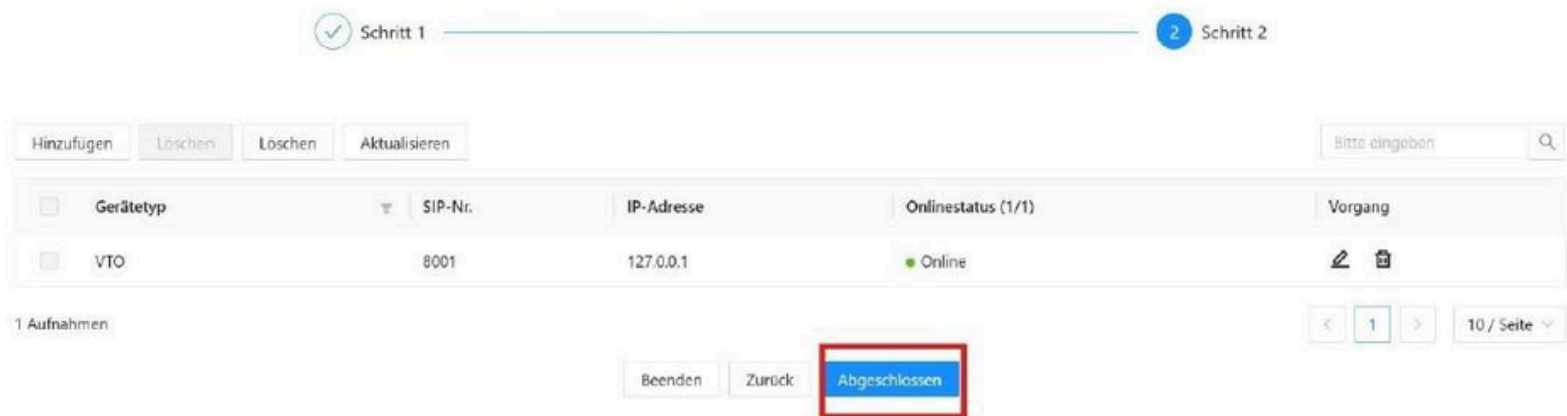 Schritt 1 2 Schritt 2
Hinzufügen Löschen Löschen Aktualisieren Bitte eingeben
Gerätetyp SIP-Nr. IP-Adresse Onlinestatus (1/1) Vorgang
VTO 8001 127.0.0.1 Online
1 Aufnahmen < 1 > 10 / Seite
Beenden Zurück Abgeschlossen